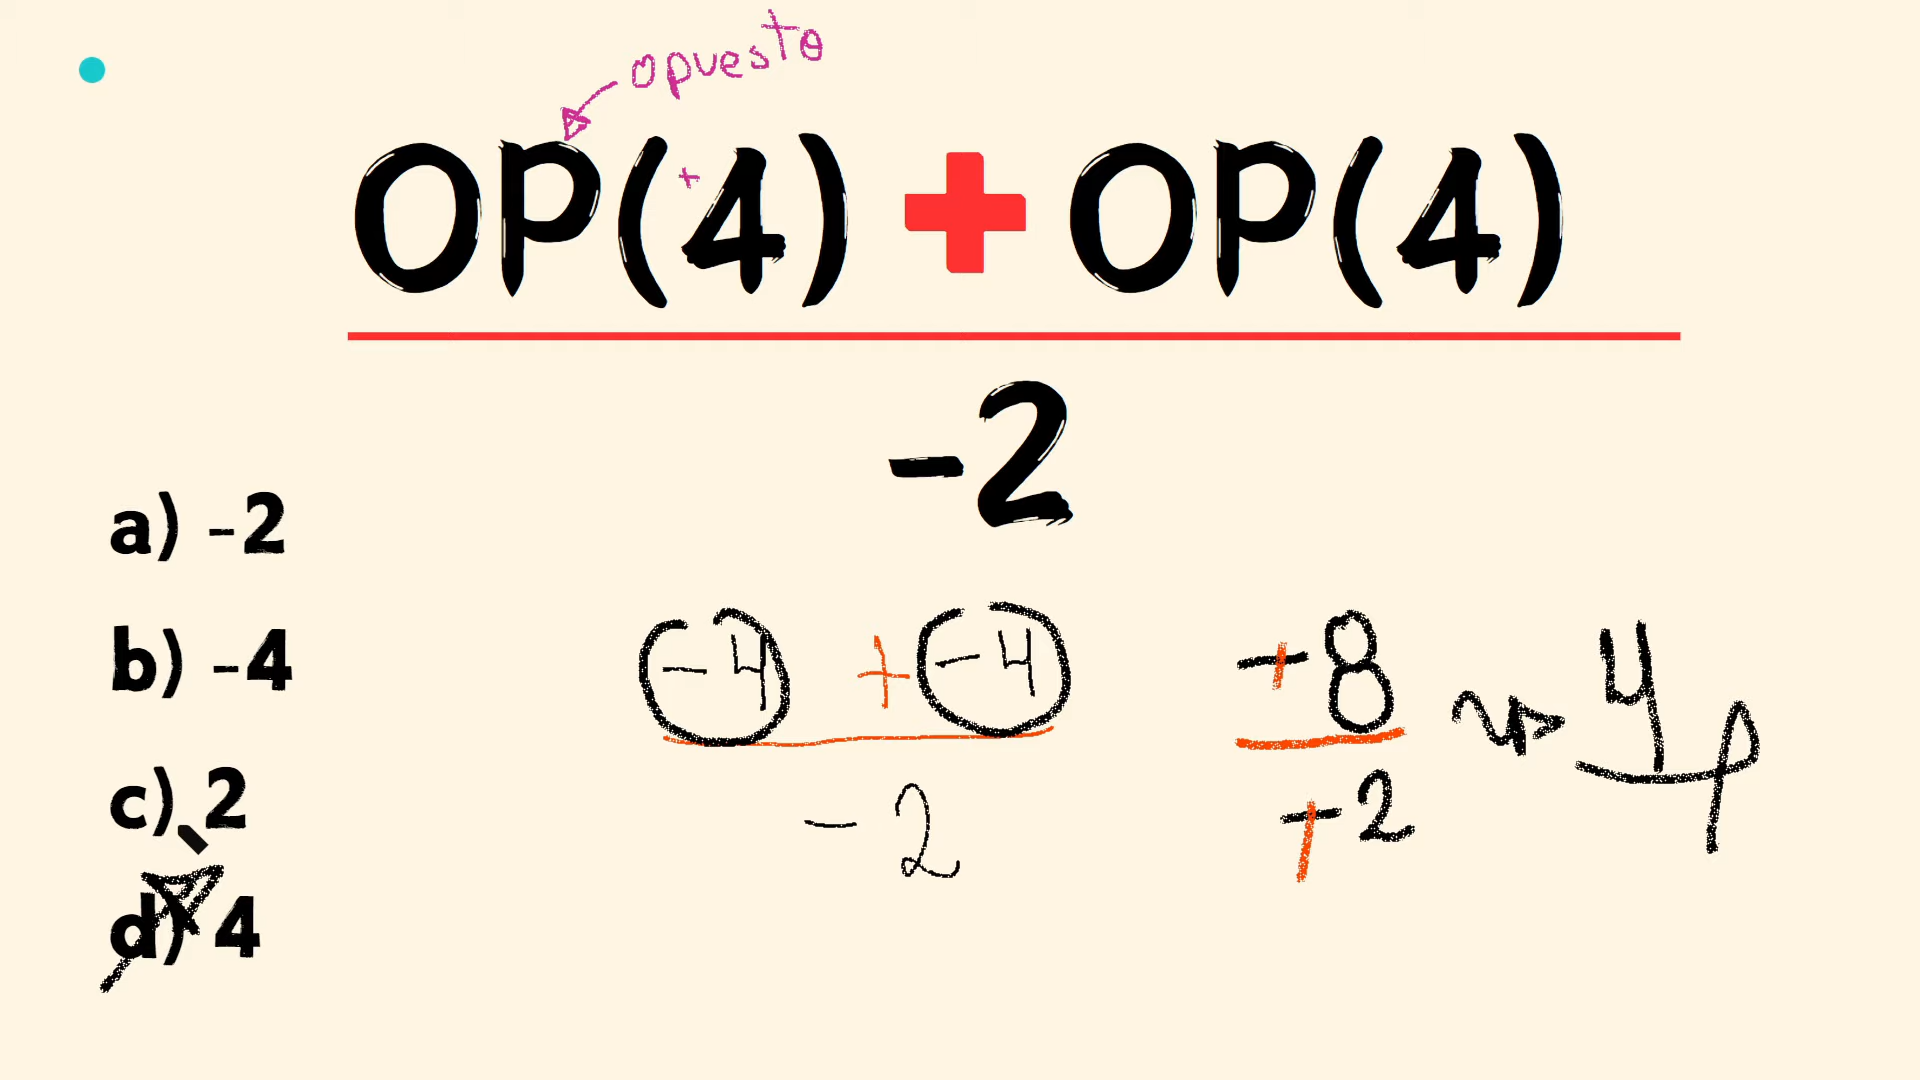 opuesto
OP(4) + OP(4)
+
-2
a) -2
b) -4
c) 2
d) 4
-4 + -4
-2
+8
+2
4